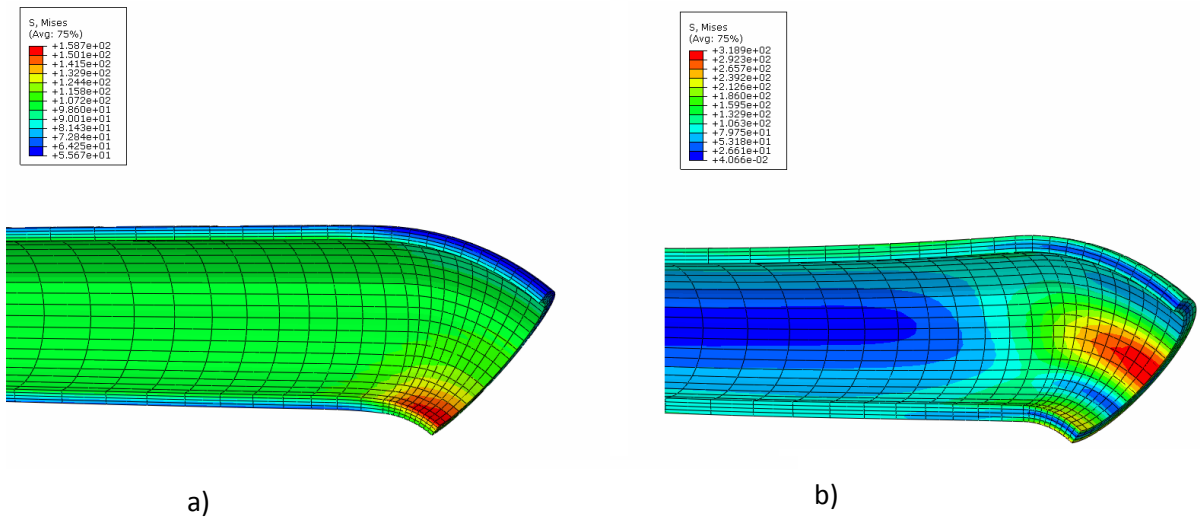 S, Mises
(Avg: 75%)
+1.587e+02
+1.501e+02
+1.415e+02
+1.329e+02
+1.244e+02
+1.158e+02
+1.072e+02
+9.860e+01
+9.001e+01
+8.143e+01
+7.284e+01
+6.425e+01
+5.567e+01
S, Mises
(Avg: 75%)
+3.189e+02
+2.923e+02
+2.657e+02
+2.392e+02
+2.126e+02
+1.860e+02
+1.595e+02
+1.329e+02
+1.063e+02
+7.975e+01
+5.318e+01
+2.661e+01
+4.066e-02
a)
b)